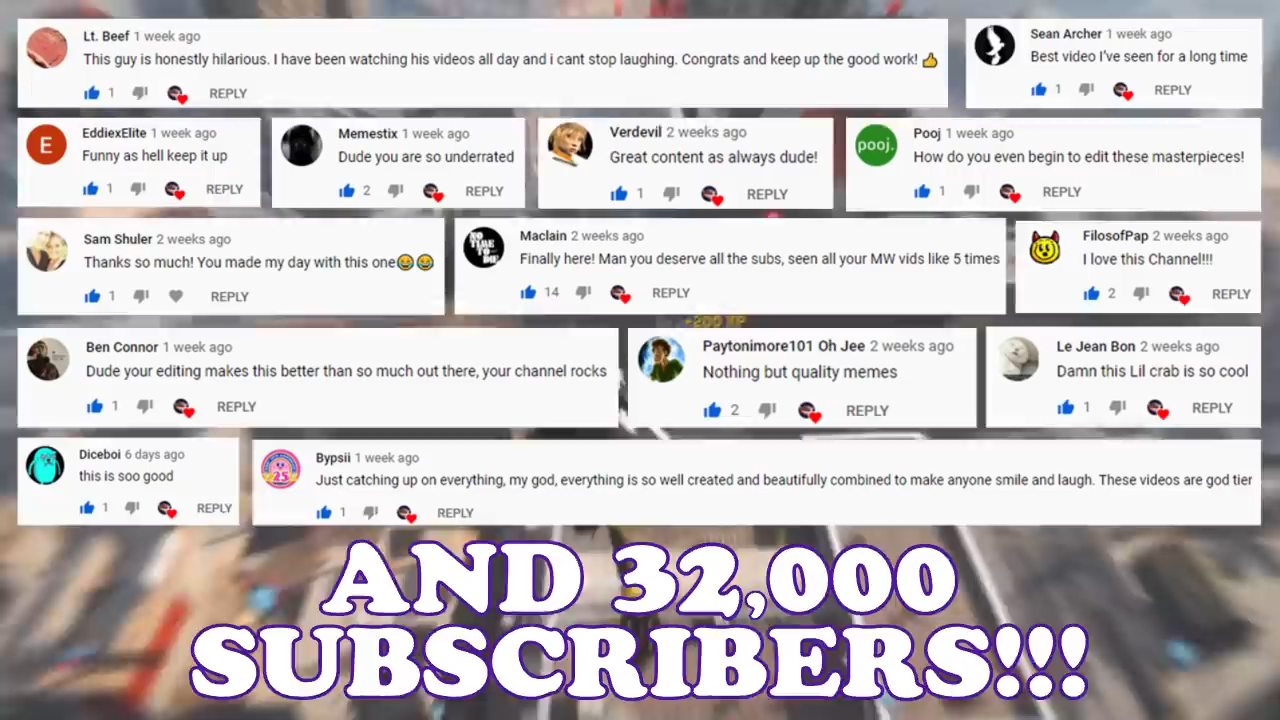 Lt. Beef 1 week ago
This guy is honestly hilarious. I have been watching his videos all day and i cant stop laughing. Congrats and keep up the good work! 👍
1 REPLY
Sean Archer 1 week ago
Best video I've seen for a long time
1 REPLY
E
EddiexElite 1 week ago
Funny as hell keep it up
1 REPLY
Memestix 1 week ago
Dude you are so underrated
2 REPLY
Verdevil 2 weeks ago
Great content as always dude!
1 REPLY
pooj.
Pooj 1 week ago
How do you even begin to edit these masterpieces!
1 REPLY
Sam Shuler 2 weeks ago
Thanks so much! You made my day with this one😂😂
1 REPLY
NO TIME TO DIE
Maclain 2 weeks ago
Finally here! Man you deserve all the subs, seen all your MW vids like 5 times
14 REPLY
FilosofPap 2 weeks ago
I love this Channel!!!
2 REPLY
+200 XP
Ben Connor 1 week ago
Dude your editing makes this better than so much out there, your channel rocks
1 REPLY
Paytonimore101 Oh Jee 2 weeks ago
Nothing but quality memes
2 REPLY
Le Jean Bon 2 weeks ago
Damn this Lil crab is so cool
1 REPLY
Diceboi 6 days ago
this is soo good
1 REPLY
25
Bypsii 1 week ago
Just catching up on everything, my god, everything is so well created and beautifully combined to make anyone smile and laugh. These videos are god tier
1 REPLY
AND 32,000
SUBSCRIBERS!!!